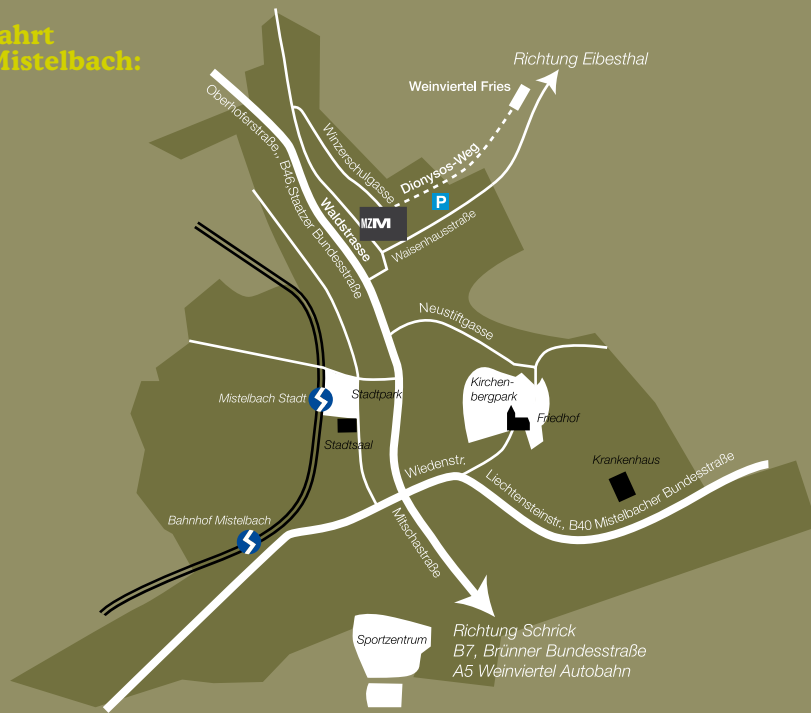 ahrt
Mistelbach:
Richtung Eibesthal
Weinviertel Fries
Oberhoferstraße,, B46,Staatzer Bundesstraße
Winzerschulgasse
Dionysos-Weg
P
MZM
Waldstrasse
Waisenhausstraße
Neustiftgasse
Mistelbach Stadt
Stadtpark
Stadtsaal
Kirchen-
bergpark
Friedhof
Krankenhaus
Wiedenstr.
Liechtensteinstr., B40 Mistelbacher Bundesstraße
Bahnhof Mistelbach
Mitschastraße
Sportzentrum
Richtung Schrick
B7, Brünner Bundesstraße
A5 Weinviertel Autobahn